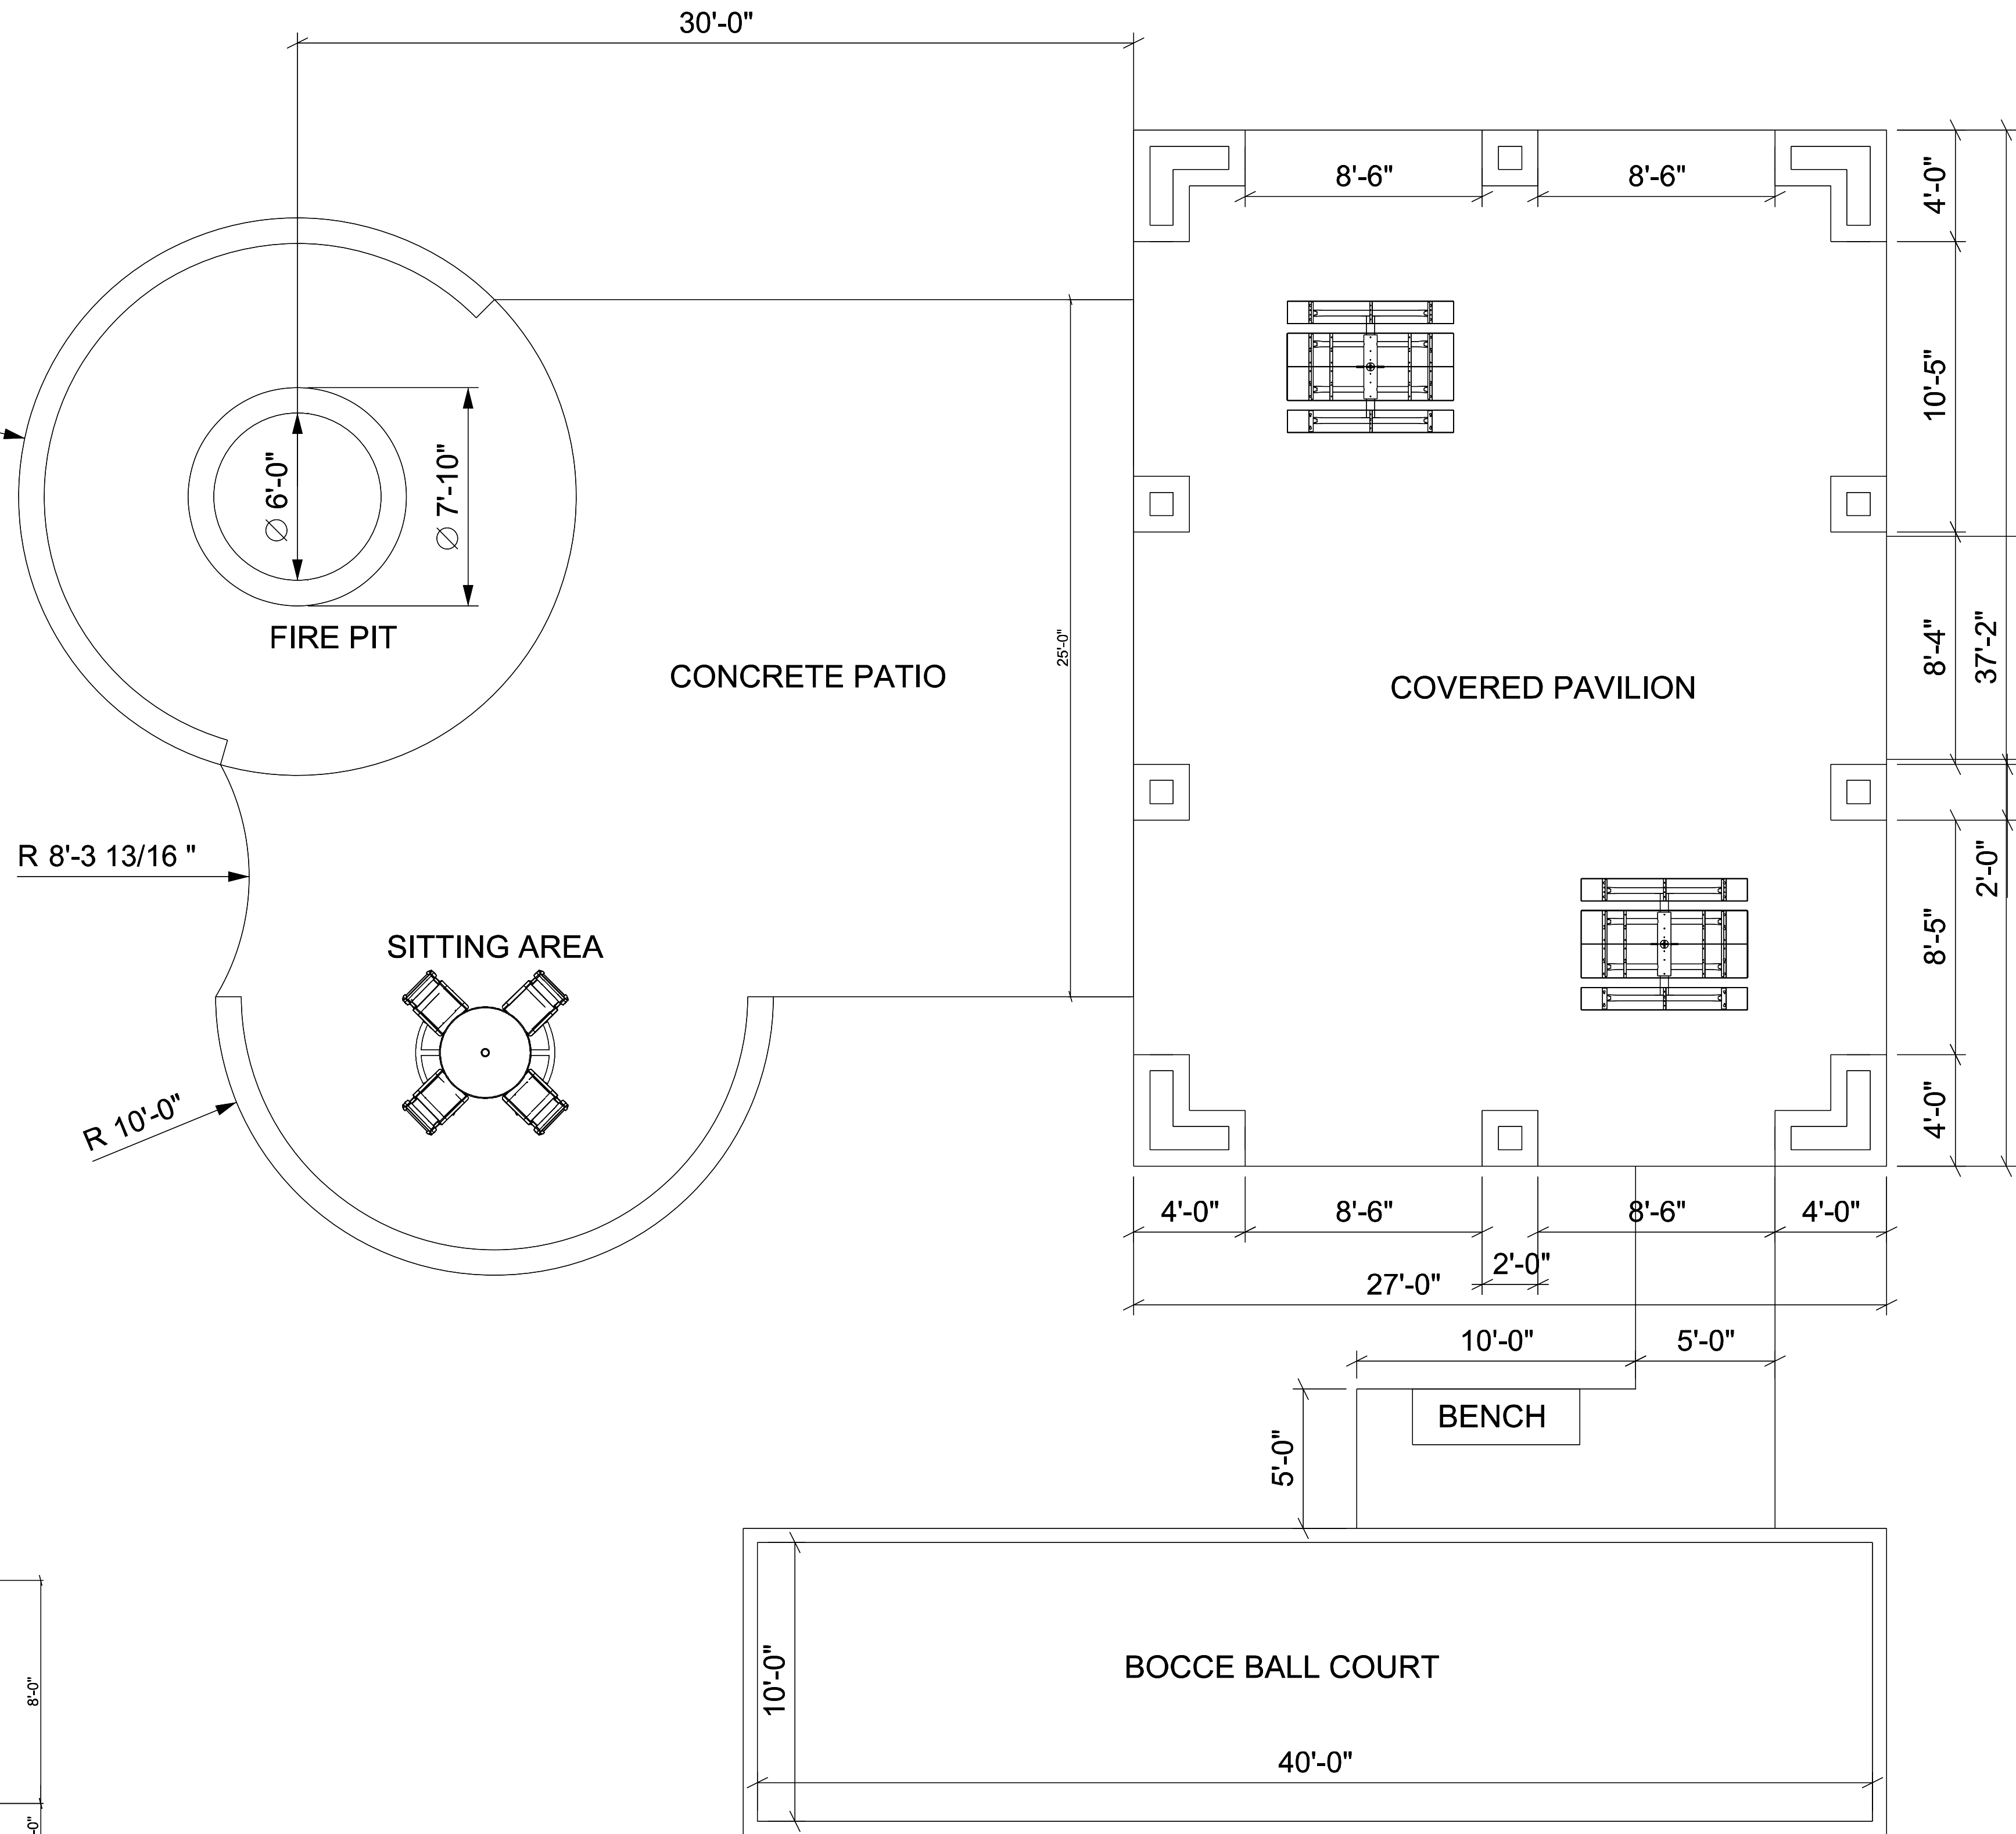 30'-0"
8'-6"
8'-6"
4'-0"
10'-5"
Ø 6'-0"
Ø 7'-10"
FIRE PIT
25'-0"
CONCRETE PATIO
COVERED PAVILION
8'-4"
37'-2"
R 8'-3 13/16 "
2'-0"
SITTING AREA
8'-5"
R 10'-0"
4'-0"
4'-0"
8'-6"
8'-6"
4'-0"
2'-0"
27'-0"
10'-0"
5'-0"
BENCH
5'-0"
BOCCE BALL COURT
8'-0"
10'-0"
40'-0"
-0"